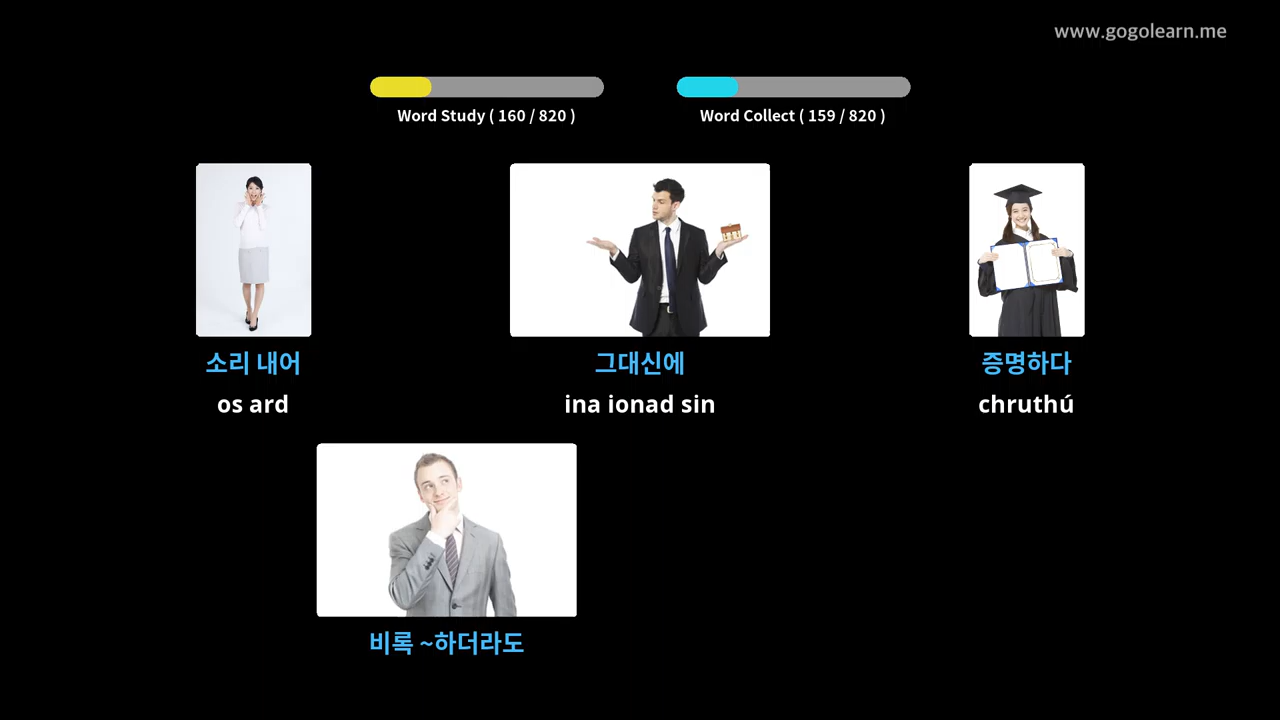 www.gogolearn.me
Word Study ( 160 / 820 )
Word Collect ( 159 / 820 )
소리 내어
그대신에
증명하다
os ard
ina ionad sin
chruthú
비록 ~하더라도